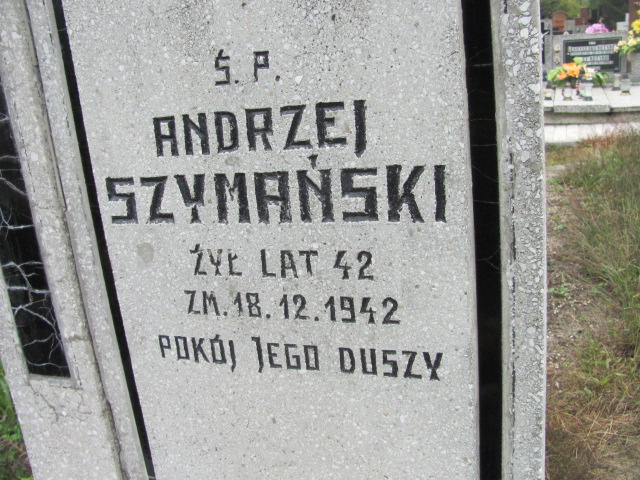 Ś. P.
ANDRZEJ
SZYMAŃSKI
ŻYŁ LAT 42
ZM. 18. 12. 1942
POKÓJ JEGO DUSZY